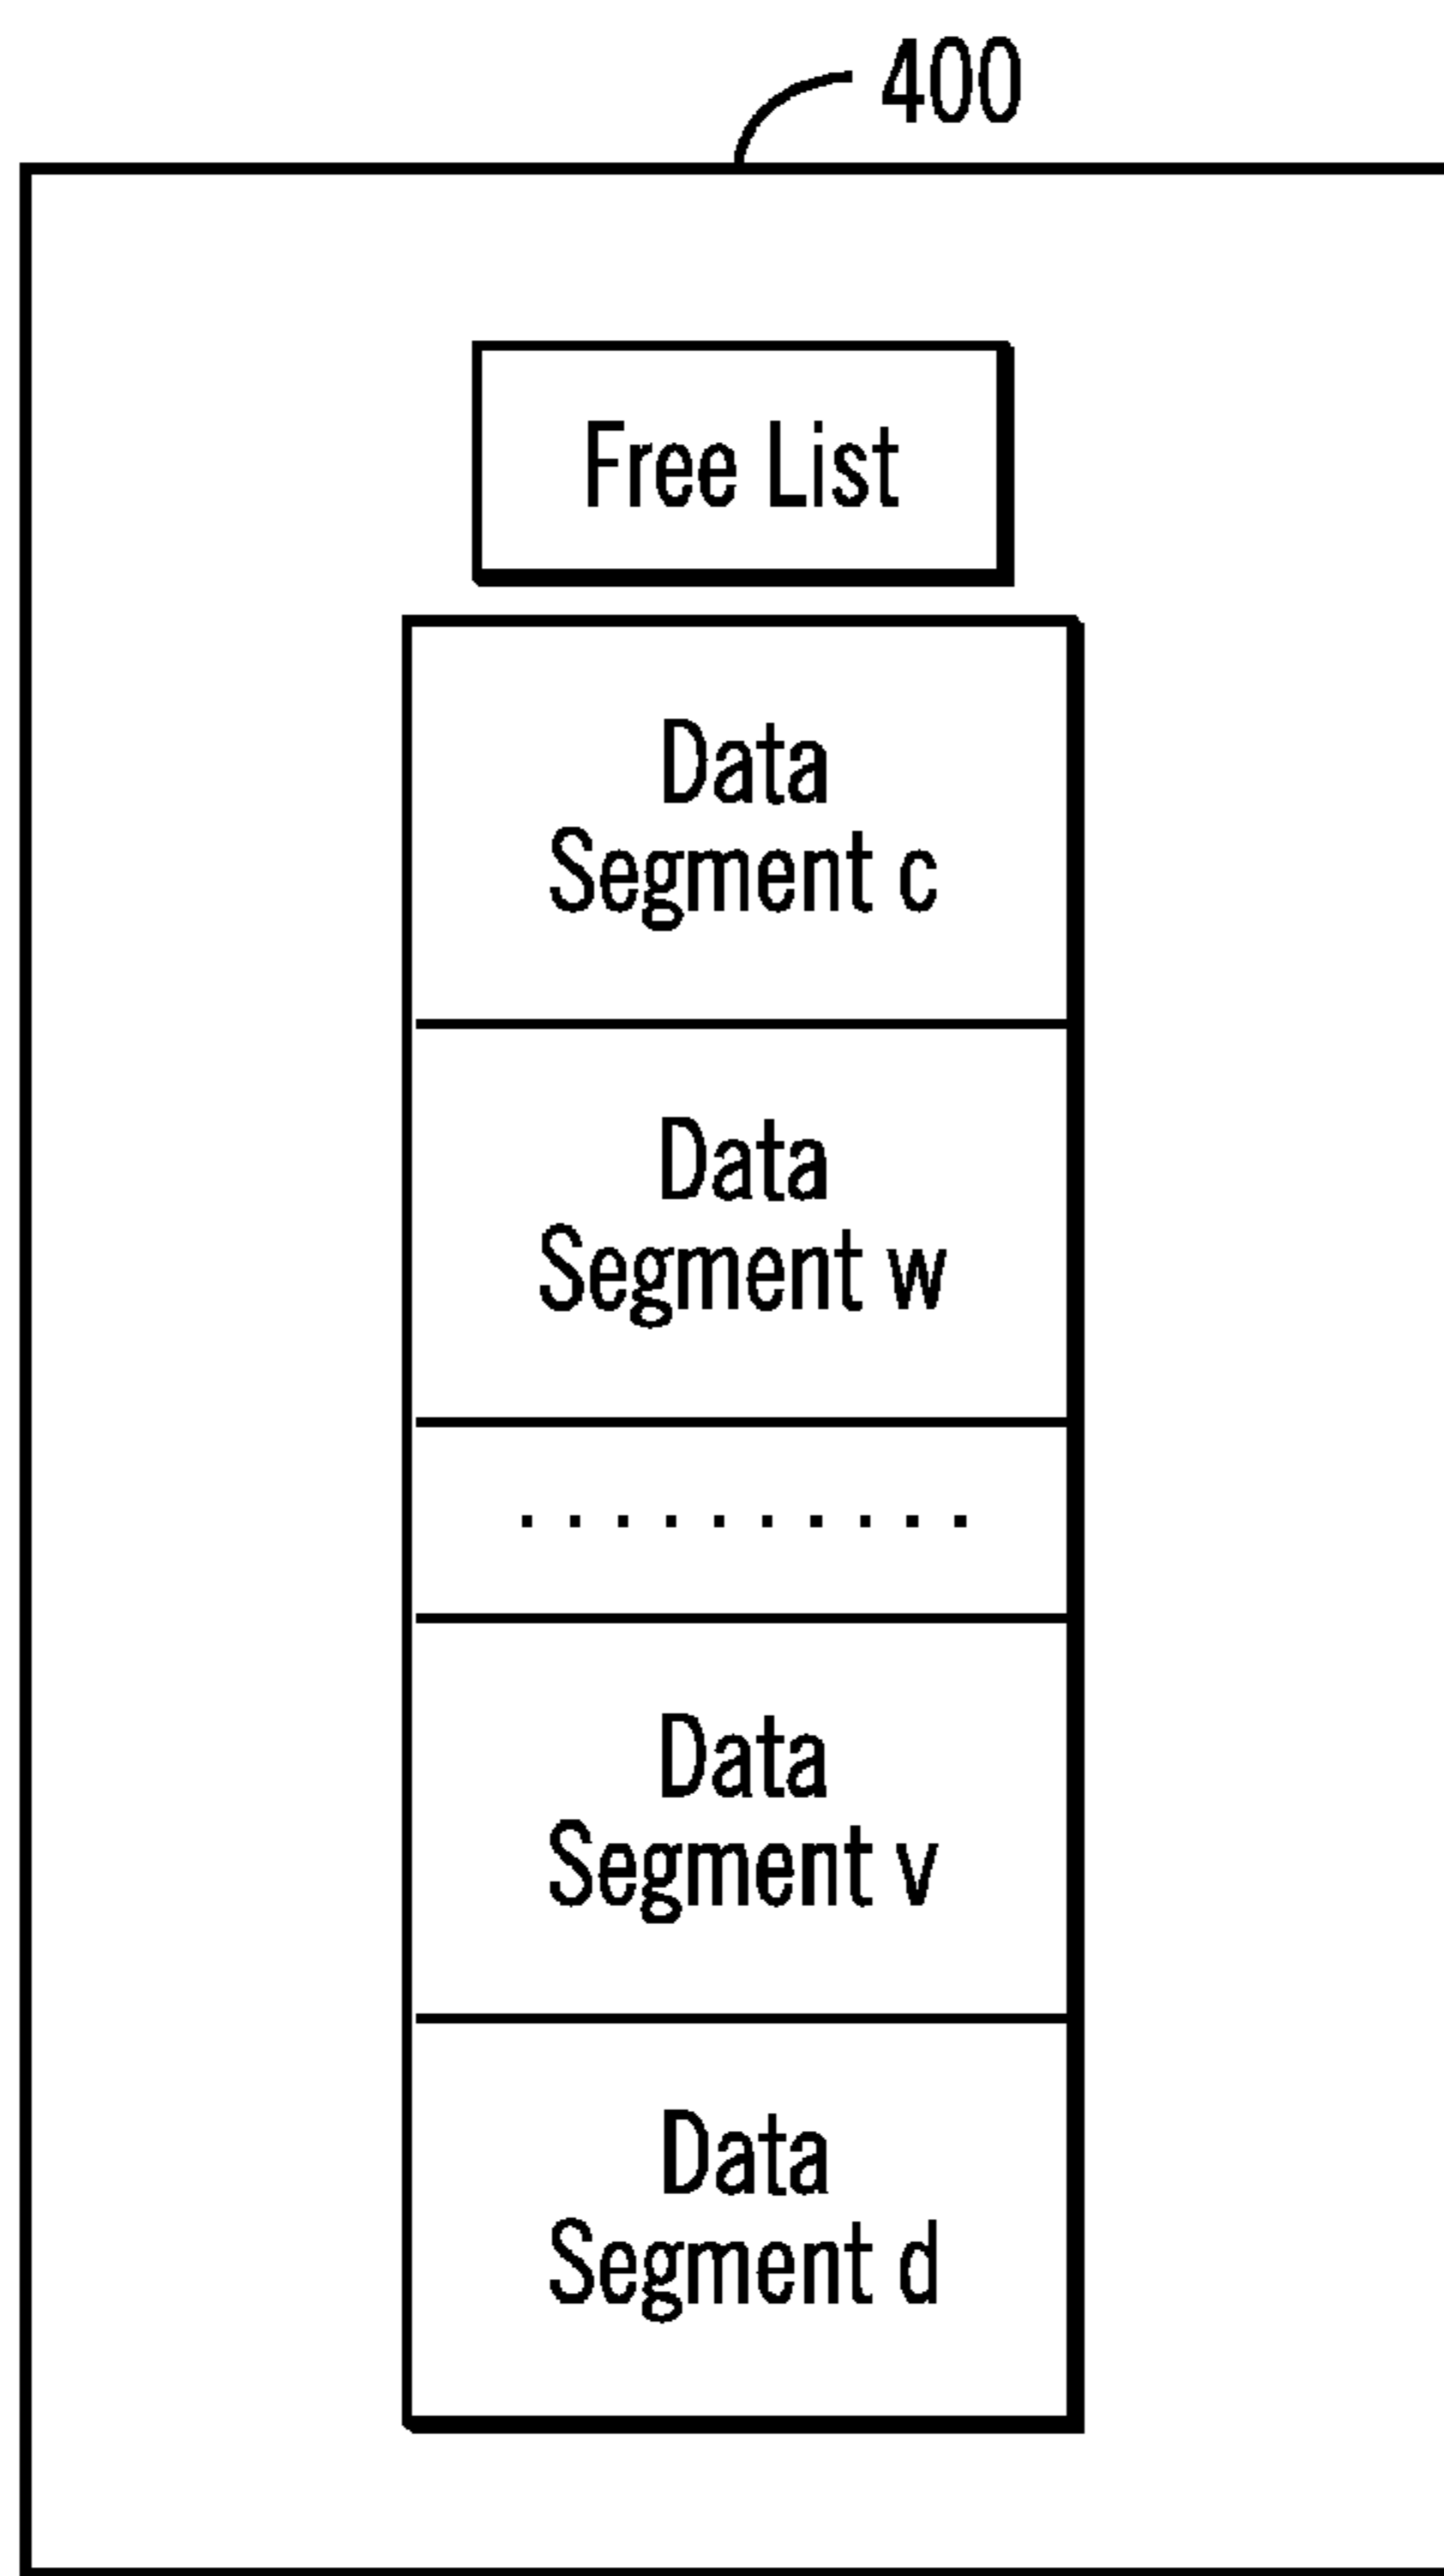 400
Free List
Data
Segment c
Data
Segment w
. . . . . . . . . .
Data
Segment v
Data
Segment d